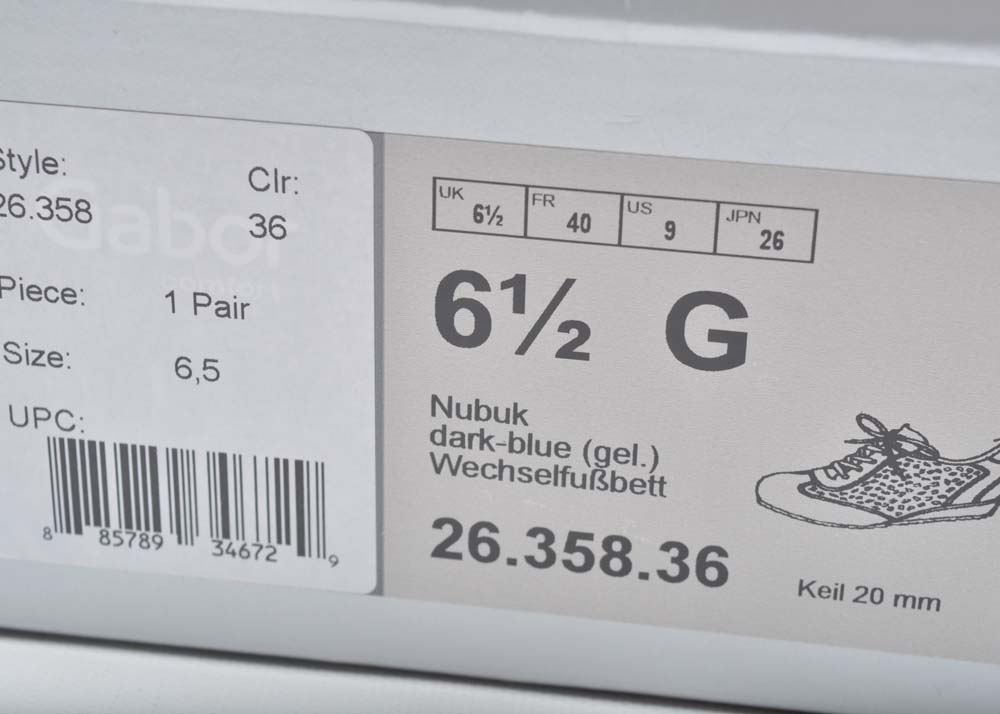 Style:
Clr:
26.358
36
Gabor
comfort
Piece:
1 Pair
Size:
6,5
UPC:
8 85789 34672 9
UK 6½ FR 40 US 9 JPN 26
6½ G
Nubuk
dark-blue (gel.)
Wechselfußbett
26.358.36
Keil 20 mm